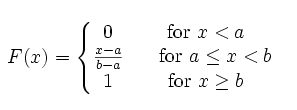 0 for x < a
F(x) = { (x−a)/(b−a) for a ≤ x < b
1 for x ≥ b